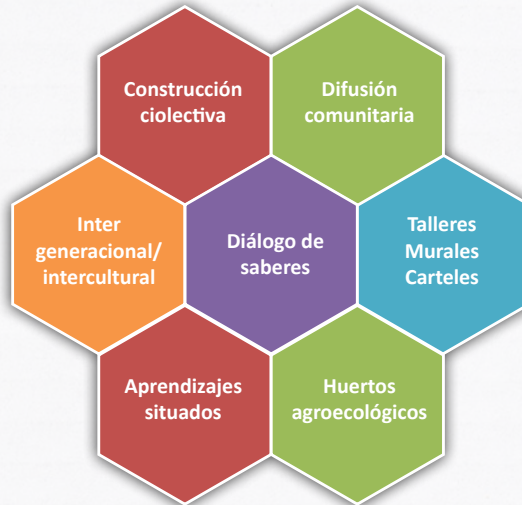 Construcción
ciolectiva
Difusión
comunitaria
Inter
generacional/
intercultural
Diálogo de
saberes
Talleres
Murales
Carteles
Aprendizajes
situados
Huertos
agroecológicos